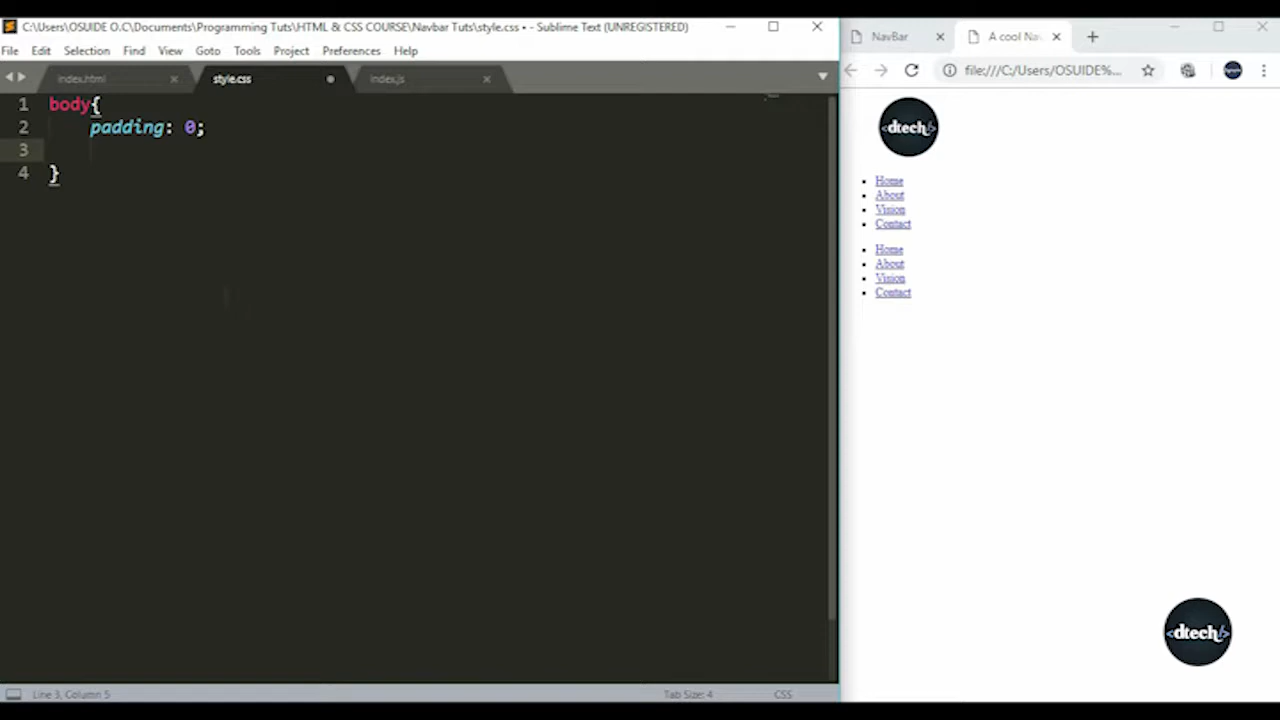 C:\Users\OSUIDE O.C\Documents\Programming Tuts\HTML & CSS COURSE\Navbar Tuts\style.css • - Sublime Text (UNREGISTERED)
File Edit Selection View Goto Tools Project Preferences Help
index.html style.css index.js
1 body{
2 padding: 0;
3
4 }
Line 3, Column 5 Tab Size: 4 CSS
NavBar A cool Nav
file:///C:/Users/OSUIDE%...
<dtech/>
Home
About
Vision
Contact
Home
About
Vision
Contact
<dtech/>